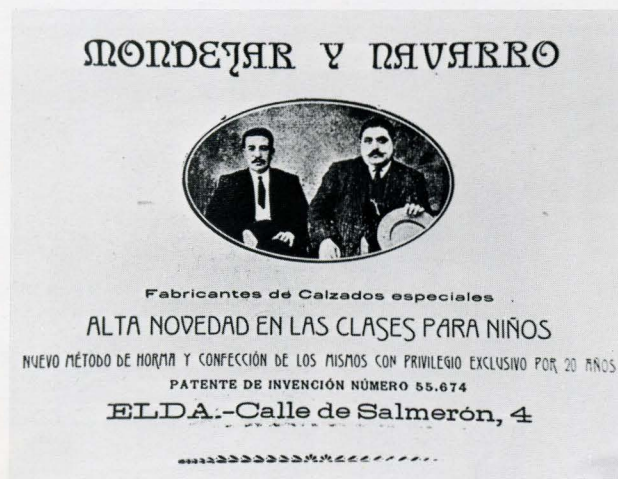 MONDEJAR Y NAVARRO
Fabricantes de Calzados especiales
ALTA NOVEDAD EN LAS CLASES PARA NIÑOS
NUEVO MÉTODO DE HORMA Y CONFECCIÓN DE LOS MISMOS CON PRIVILEGIO EXCLUSIVO POR 20 AÑOS
PATENTE DE INVENCIÓN NÚMERO 55.674
ELDA.-Calle de Salmerón, 4